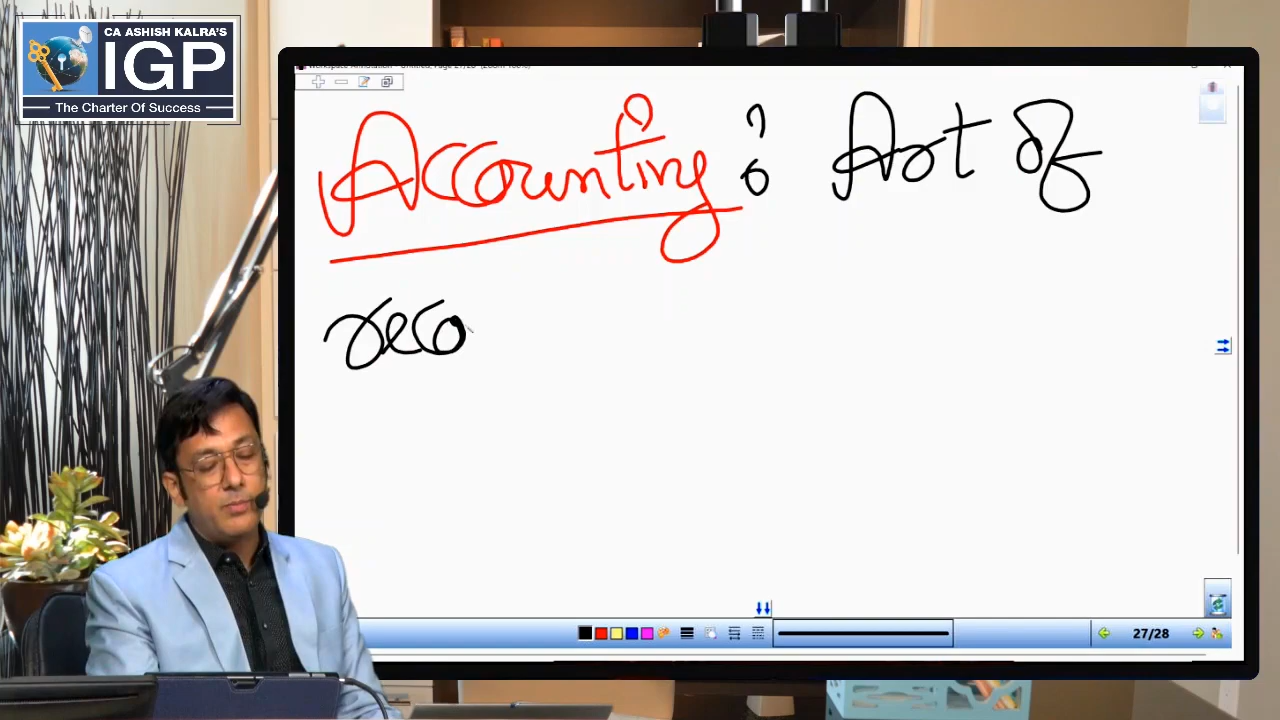 CA ASHISH KALRA'S
IGP
The Charter Of Success
Accounting : Art Of
reco
27/28